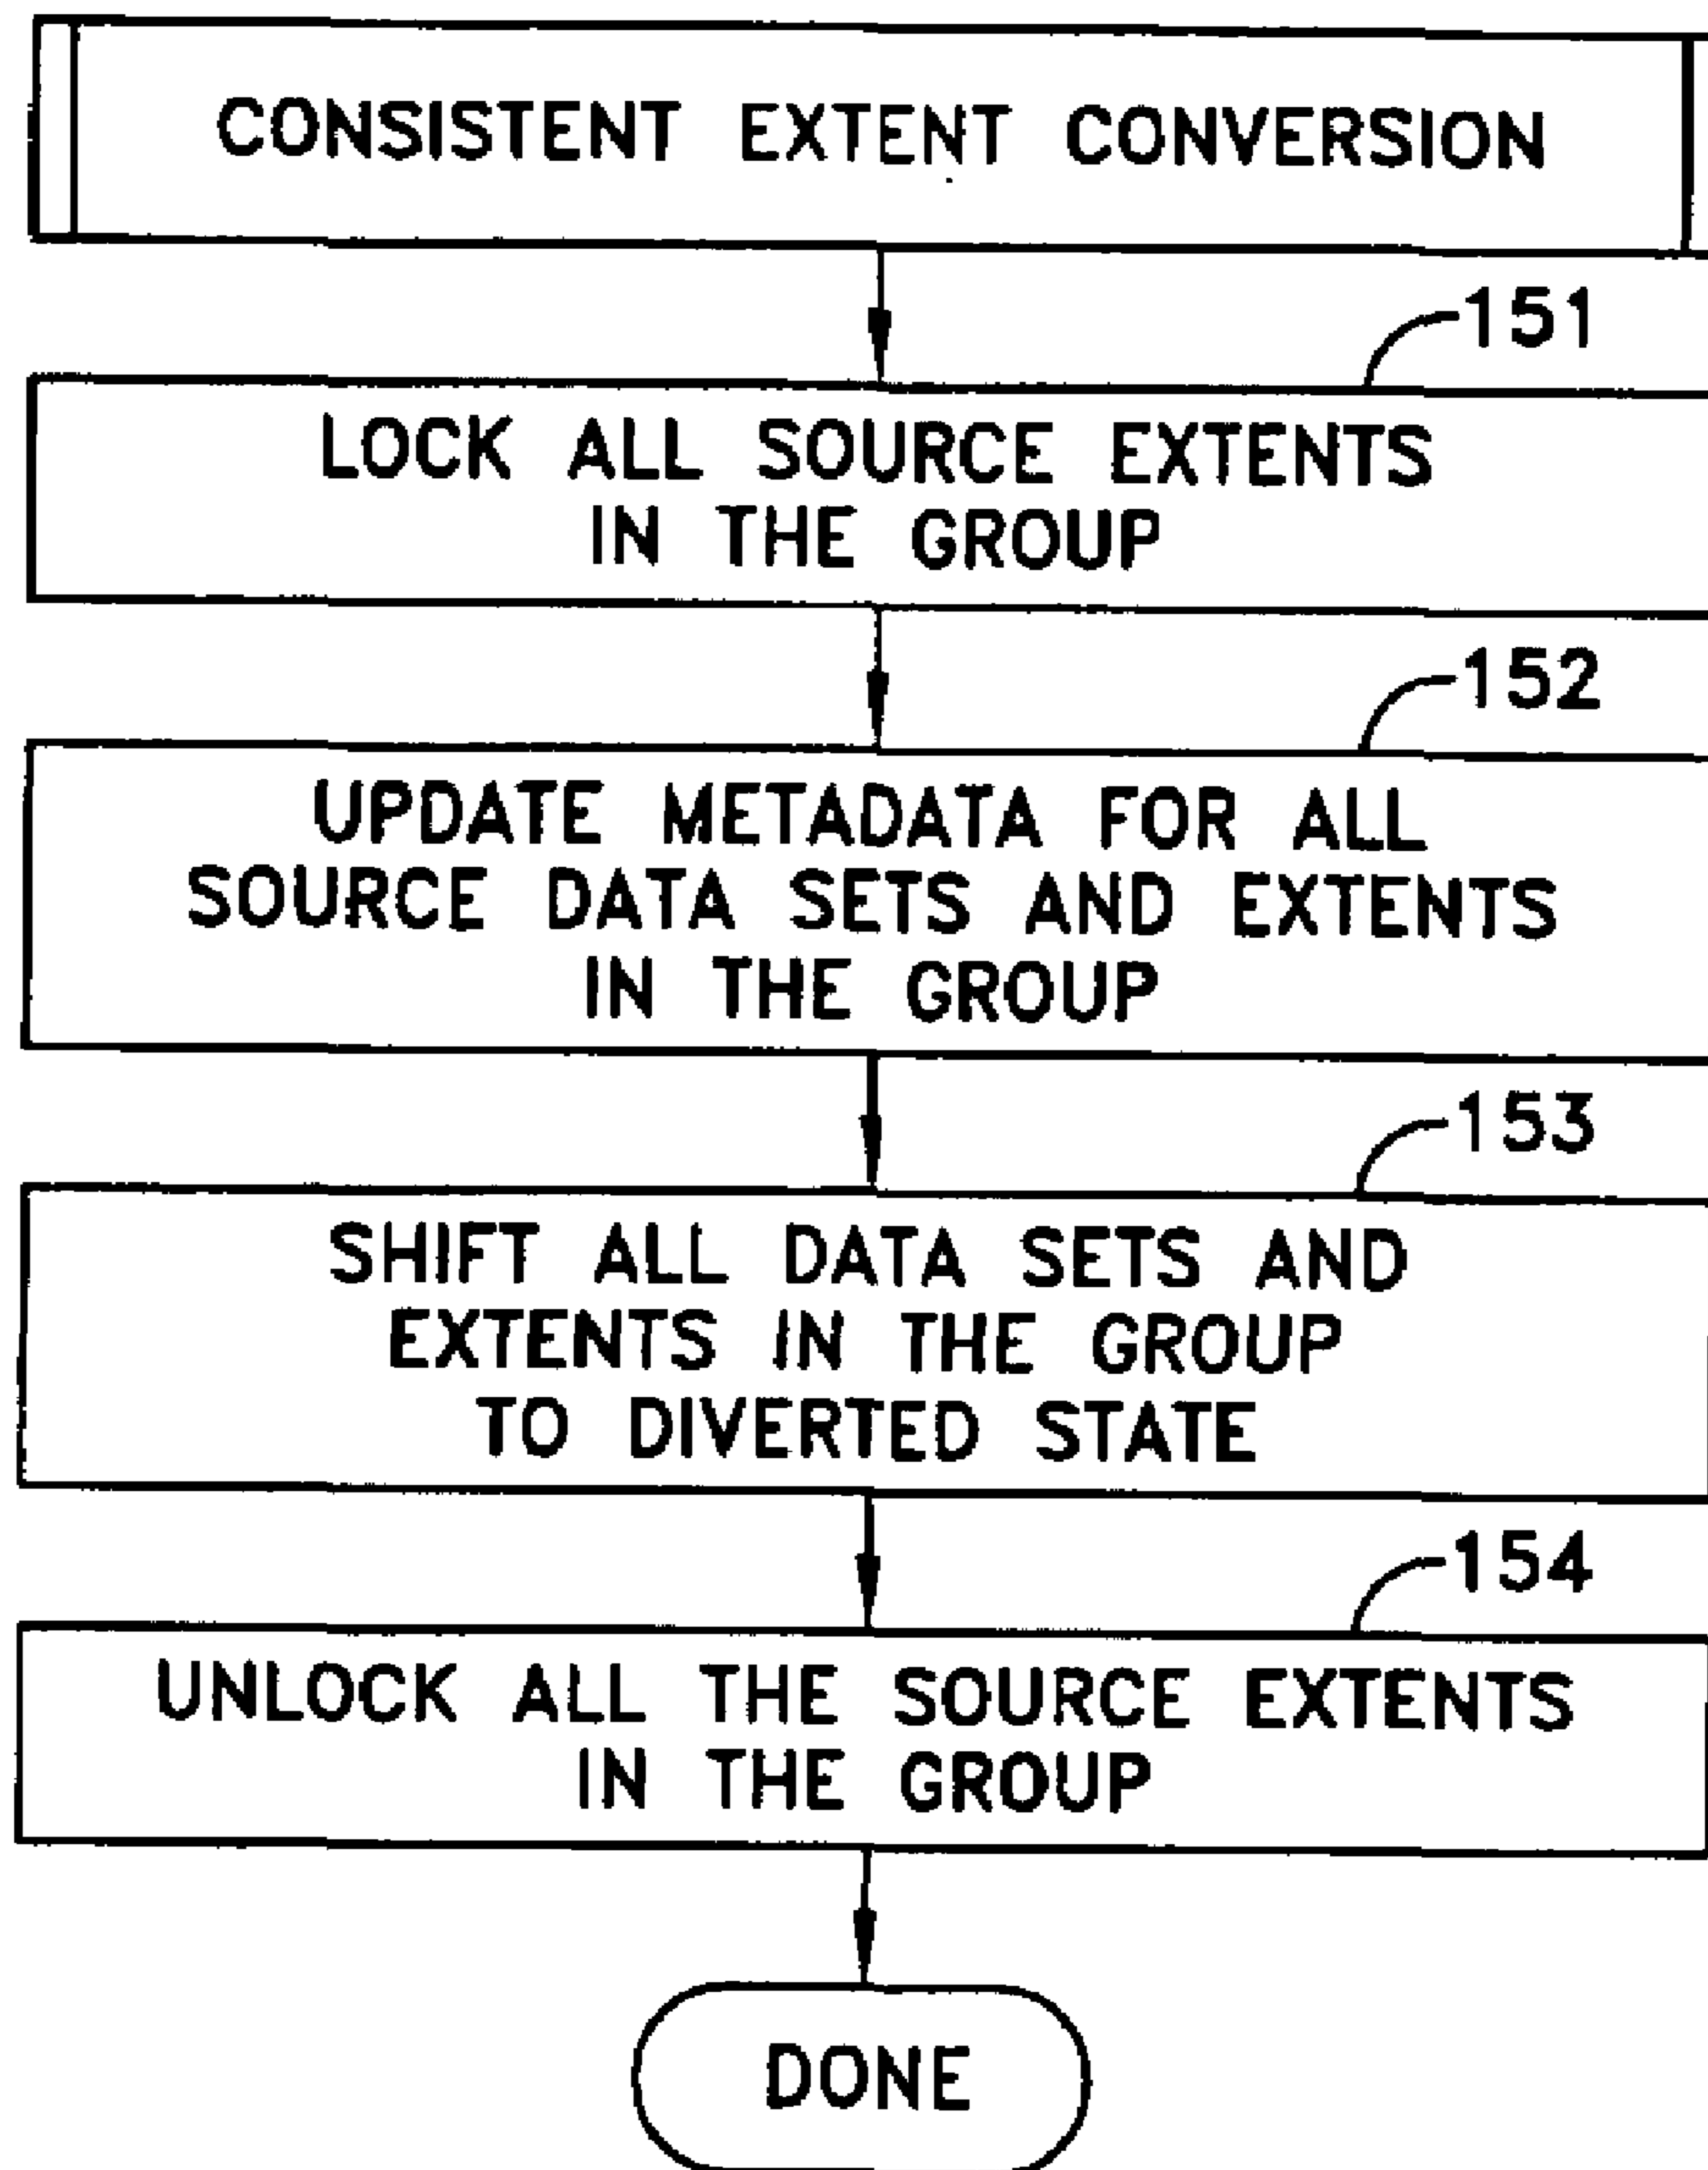 CONSISTENT EXTENT CONVERSION
151
LOCK ALL SOURCE EXTENTS
IN THE GROUP
152
UPDATE METADATA FOR ALL
SOURCE DATA SETS AND EXTENTS
IN THE GROUP
153
SHIFT ALL DATA SETS AND
EXTENTS IN THE GROUP
TO DIVERTED STATE
154
UNLOCK ALL THE SOURCE EXTENTS
IN THE GROUP
DONE